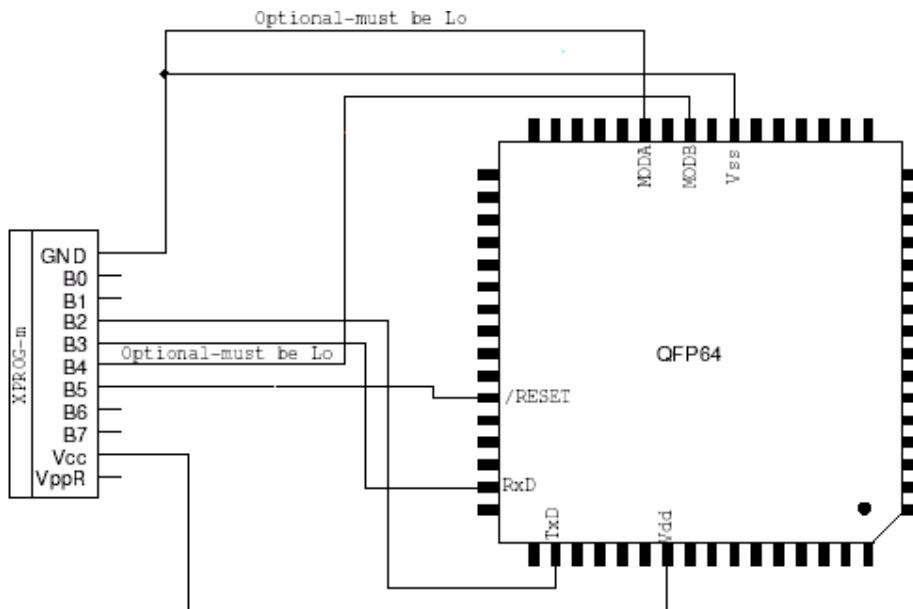 Optional-must be Lo
MODA
MODB
Vss
XPROG-m
GND
B0
B1
B2
B3
Optional-must be Lo
B4
B5
B6
B7
Vcc
VppR
QFP64
/RESET
RxD
TxD
Vdd